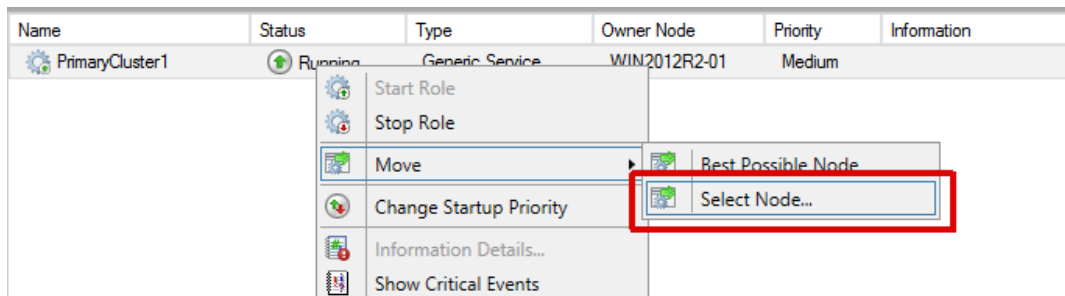 Name Status Type Owner Node Priority Information
PrimaryCluster1 Running Generic Service WIN2012R2-01 Medium
Start Role
Stop Role
Move Best Possible Node
Select Node...
Change Startup Priority
Information Details...
Show Critical Events